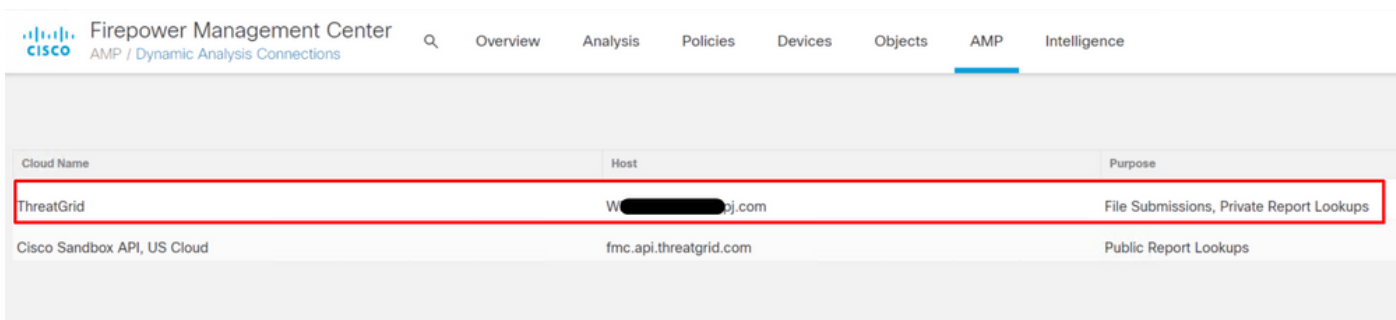 CISCO
Firepower Management Center
AMP / Dynamic Analysis Connections
Overview Analysis Policies Devices Objects AMP Intelligence
Cloud Name Host Purpose
ThreatGrid W pj.com File Submissions, Private Report Lookups
Cisco Sandbox API, US Cloud fmc.api.threatgrid.com Public Report Lookups